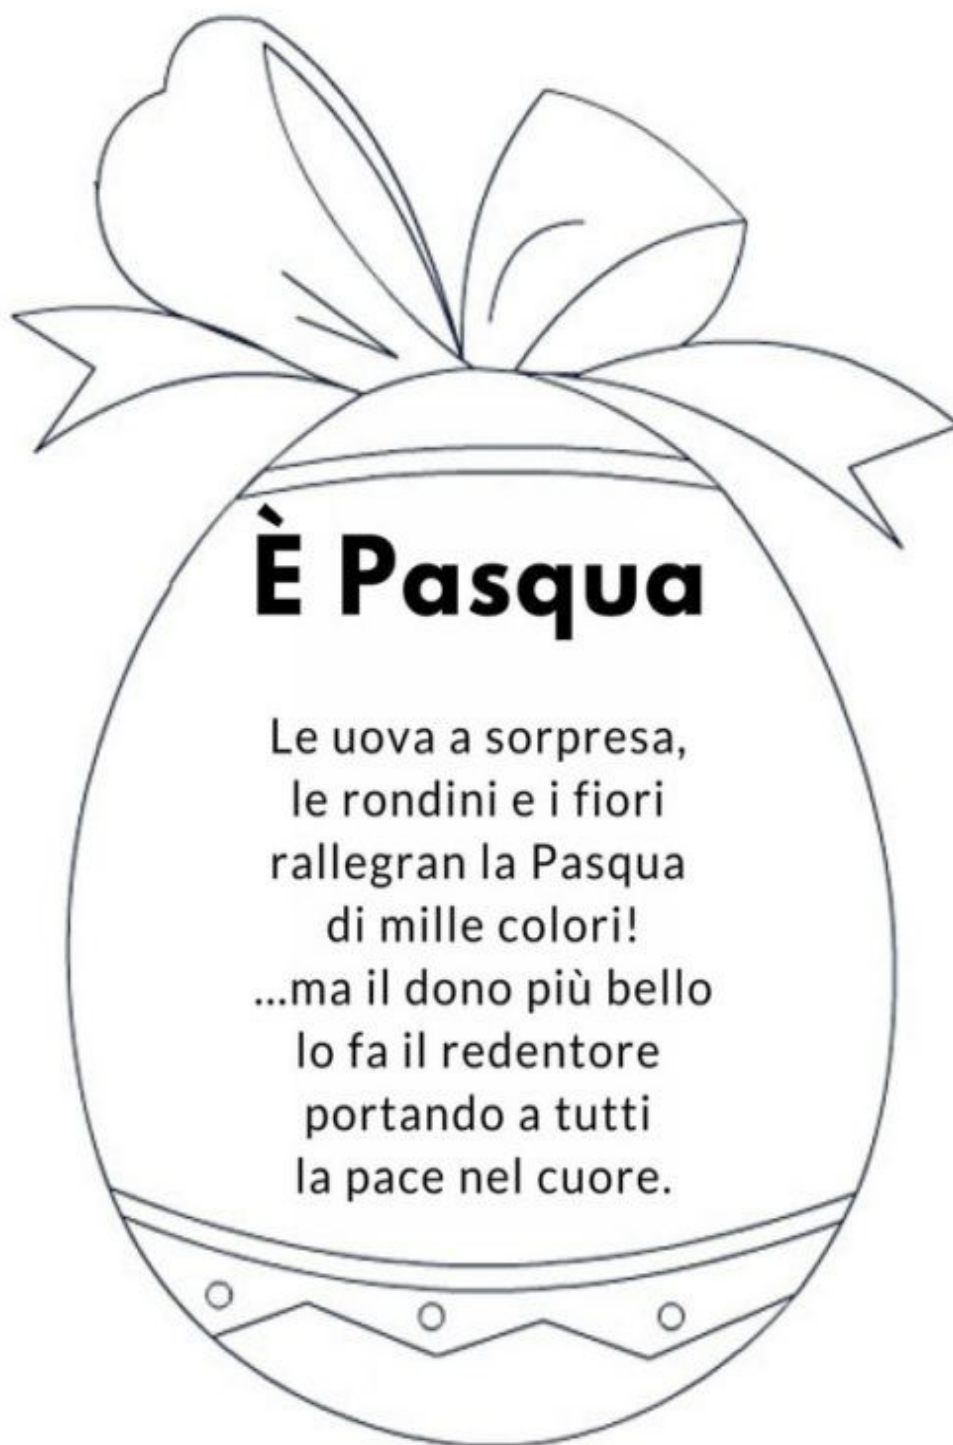 È Pasqua
Le uova a sorpresa,
le rondini e i fiori
rallegran la Pasqua
di mille colori!
...ma il dono più bello
lo fa il redentore
portando a tutti
la pace nel cuore.